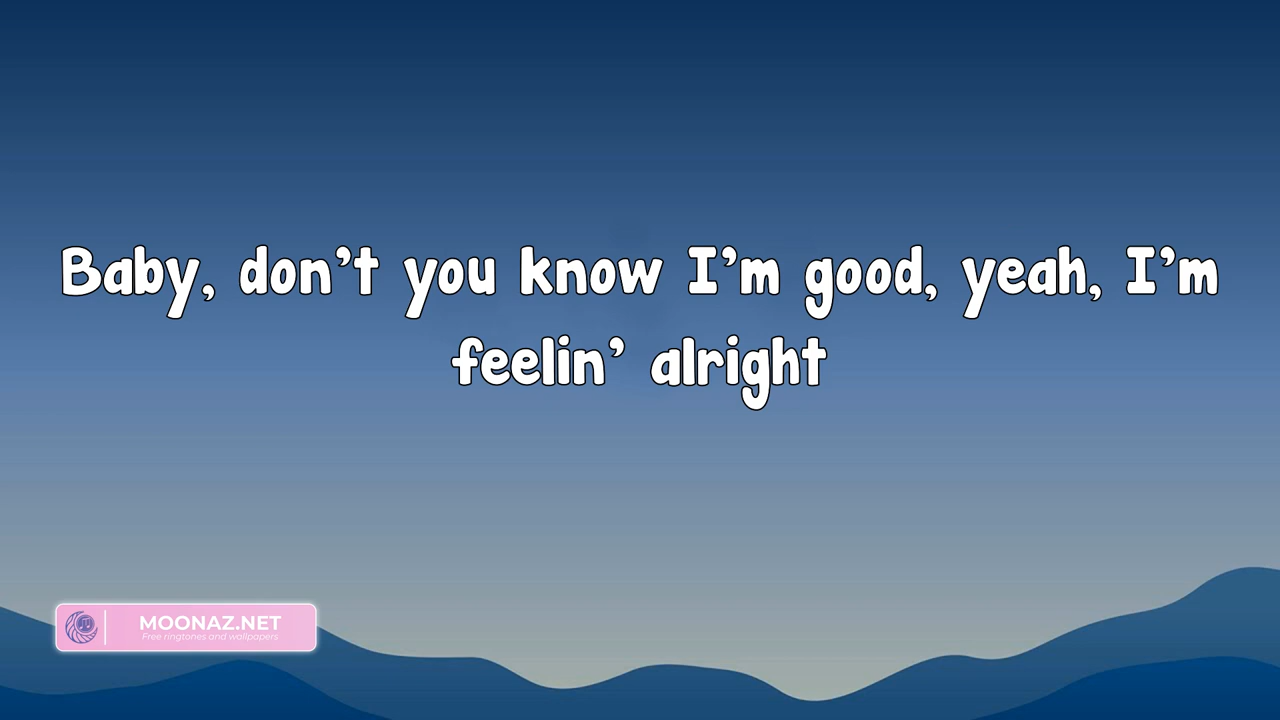 Baby, don’t you know I’m good, yeah, I’m
feelin’ alright
MOONAZ.NET
Free ringtones and wallpapers